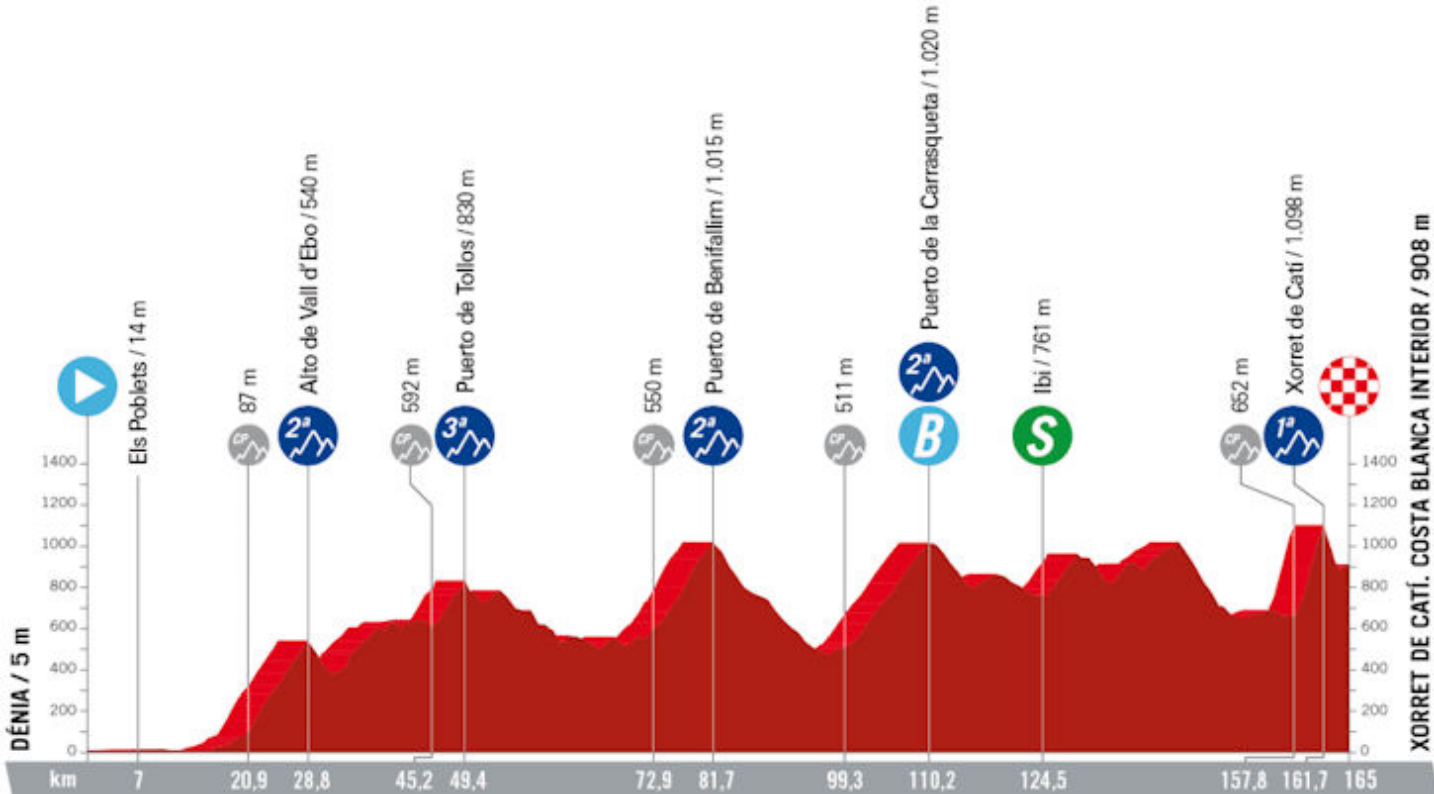 Els Poblets / 14 m
87 m
Alto de Vall d'Ebo / 540 m
592 m
Puerto de Tollos / 830 m
550 m
Puerto de Benifallim / 1.015 m
511 m
Puerto de la Carrasqueta / 1.020 m
Ibi / 761 m
652 m
Xorret de Catí / 1.098 m
CP
2ª
CP
3ª
CP
2ª
CP
2ª
B
S
CP
1ª
1400
1200
1000
800
600
400
200
0
1400
1200
1000
800
600
400
200
0
DÉNIA / 5 m
XORRET DE CATÍ. COSTA BLANCA INTERIOR / 908 m
km 7 20,9 28,8 45,2 49,4 72,9 81,7 99,3 110,2 124,5 157,8 161,7 165